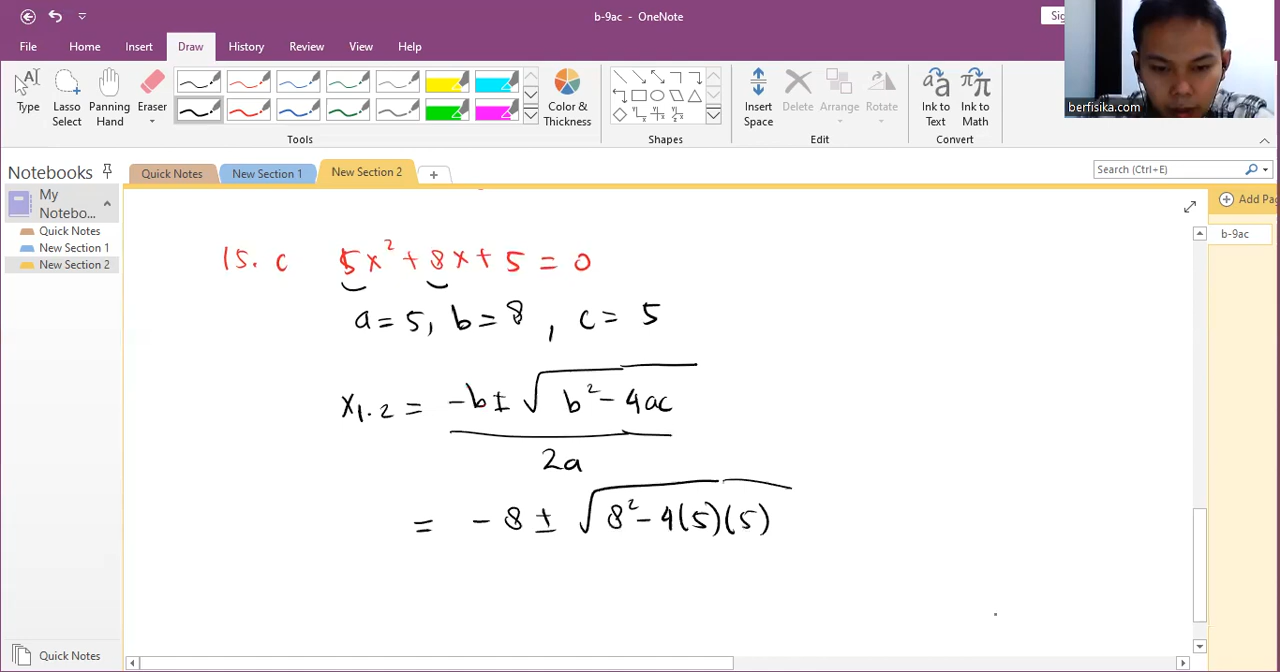 b-9ac - OneNote
Sig
File Home Insert Draw History Review View Help
Type
Lasso Select
Panning Hand
Eraser
Color & Thickness
Insert Space
Delete
Arrange
Rotate
Ink to Text
Ink to Math
Tools
Shapes
Edit
Convert
berfisika.com
Notebooks
Quick Notes
New Section 1
New Section 2
Search (Ctrl+E)
My Notebo...
Quick Notes
New Section 1
New Section 2
Add Pag
b-9ac
15. c 5x² + 8x + 5 = 0
a = 5, b = 8 , c = 5
x₁.₂ = -b ± √(b² - 4ac)
2a
= - 8 ± √(8² - 4(5)(5))
Quick Notes